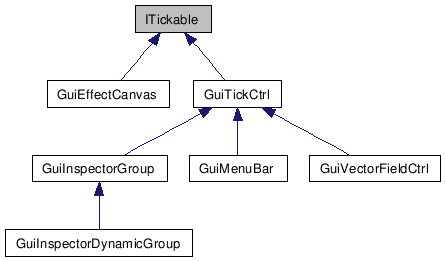 ITickable
GuiEffectCanvas
GuiTickCtrl
GuiInspectorGroup
GuiMenuBar
GuiVectorFieldCtrl
GuiInspectorDynamicGroup